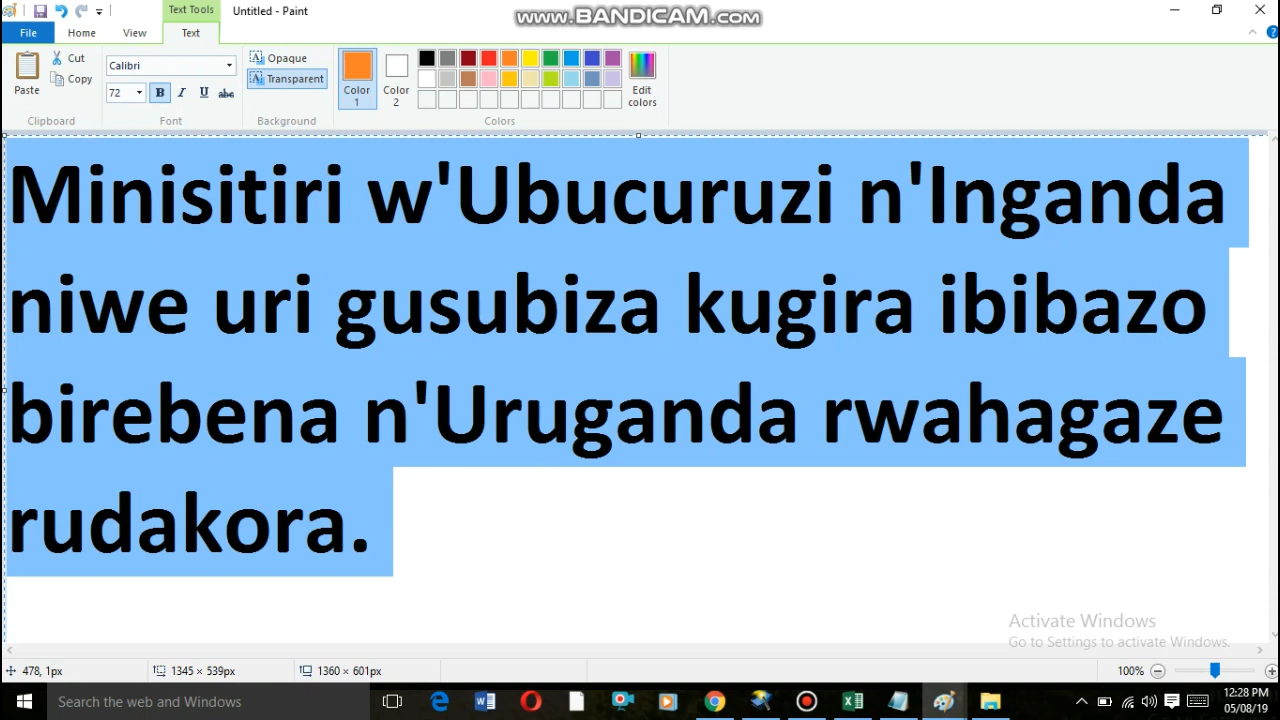 Untitled - Paint
Text Tools
www.BANDICAM.com
File
Home
View
Text
Paste
Cut
Copy
Clipboard
Calibri
72
B I U abc
Font
Opaque
Transparent
Background
Color 1
Color 2
Edit colors
Colors
Minisitiri w'Ubucuruzi n'Inganda
niwe uri gusubiza kugira ibibazo
birebena n'Uruganda rwahagaze
rudakora.
Activate Windows
Go to Settings to activate Windows.
478, 1px
1345 × 539px
1360 × 601px
100%
Search the web and Windows
12:28 PM
05/08/19